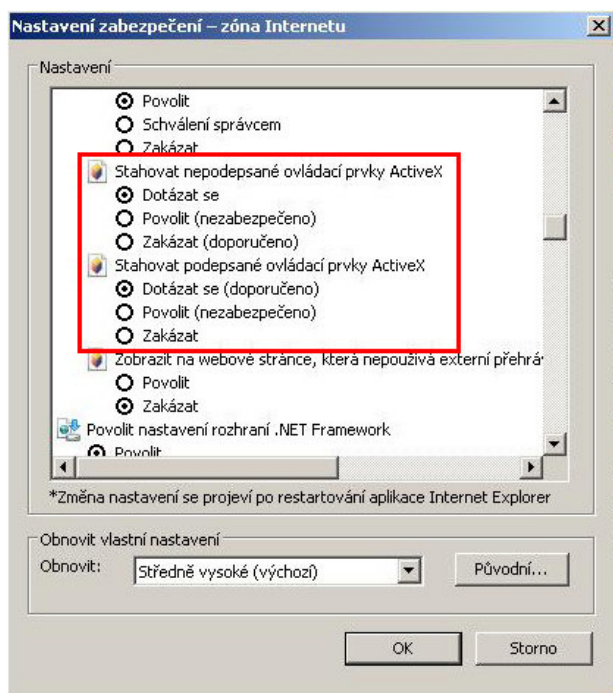 Nastavení zabezpečení – zóna Internetu
Nastavení
Povolit
Schválení správcem
Zakázat
Stahovat nepodepsané ovládací prvky ActiveX
Dotázat se
Povolit (nezabezpečeno)
Zakázat (doporučeno)
Stahovat podepsané ovládací prvky ActiveX
Dotázat se (doporučeno)
Povolit (nezabezpečeno)
Zakázat
Zobrazit na webové stránce, která nepoužívá externí přehrá
Povolit
Zakázat
Povolit nastavení rozhraní .NET Framework
Povolit
*Změna nastavení se projeví po restartování aplikace Internet Explorer
Obnovit vlastní nastavení
Obnovit: Středně vysoké (výchozí) Původní...
OK Storno